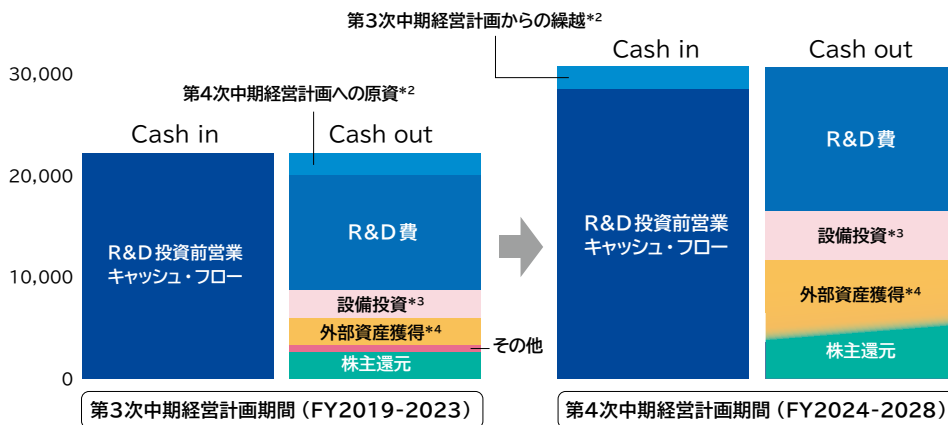 第3次中期経営計画からの繰越*2
Cash in
Cash out
30,000
第4次中期経営計画への原資*2
Cash in
Cash out
R&D費
20,000
R&D費
設備投資*3
R&D投資前営業
キャッシュ・フロー
R&D投資前営業
キャッシュ・フロー
10,000
設備投資*3
外部資産獲得*4
外部資産獲得*4
その他
株主還元
株主還元
0
第3次中期経営計画期間(FY2019-2023)
第4次中期経営計画期間(FY2024-2028)